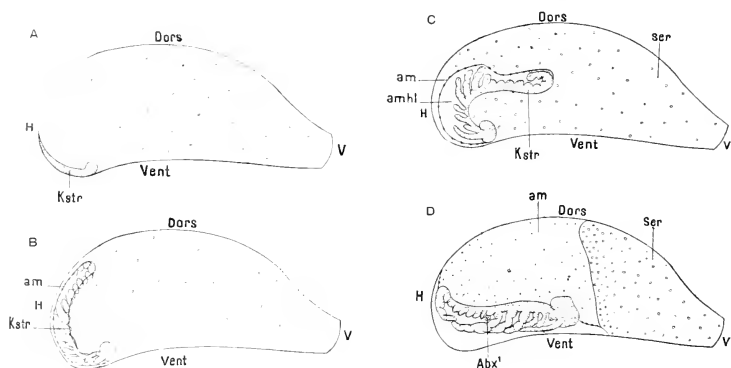 A
Dors
H
V
Vent
Kstr
B
Dors
am
H
Kstr
V
Vent
C
Dors
ser
am
amhl
H
Kstr
Vent
V
D
am
Dors
Ser
H
V
Vent
Abx¹